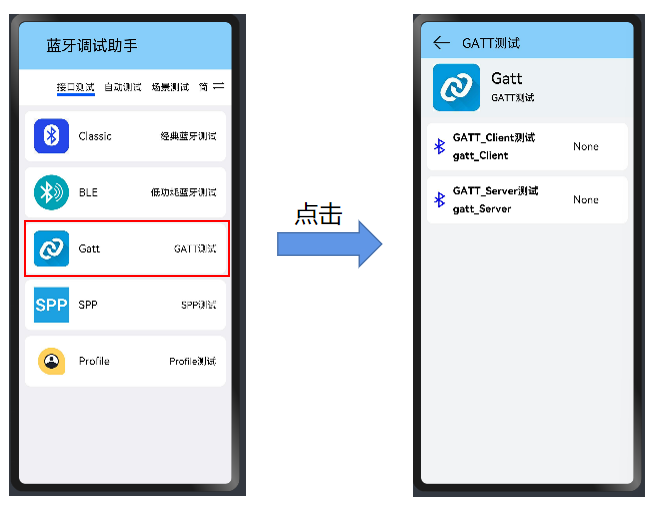 蓝牙调试助手
接口测试 自动测试 场景测试 简
Classic 经典蓝牙测试
BLE 低功耗蓝牙测试
Gatt GATT测试
SPP SPP SPP测试
Profile Profile测试
点击
GATT测试
Gatt
GATT测试
GATT_Client测试
gatt_Client
None
GATT_Server测试
gatt_Server
None